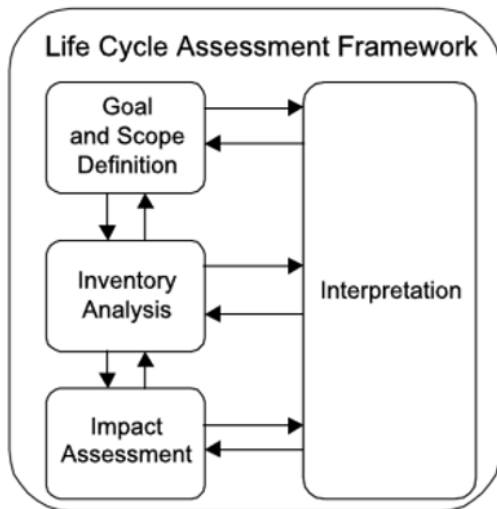 Life Cycle Assessment Framework
Goal
and Scope
Definition
Inventory
Analysis
Interpretation
Impact
Assessment